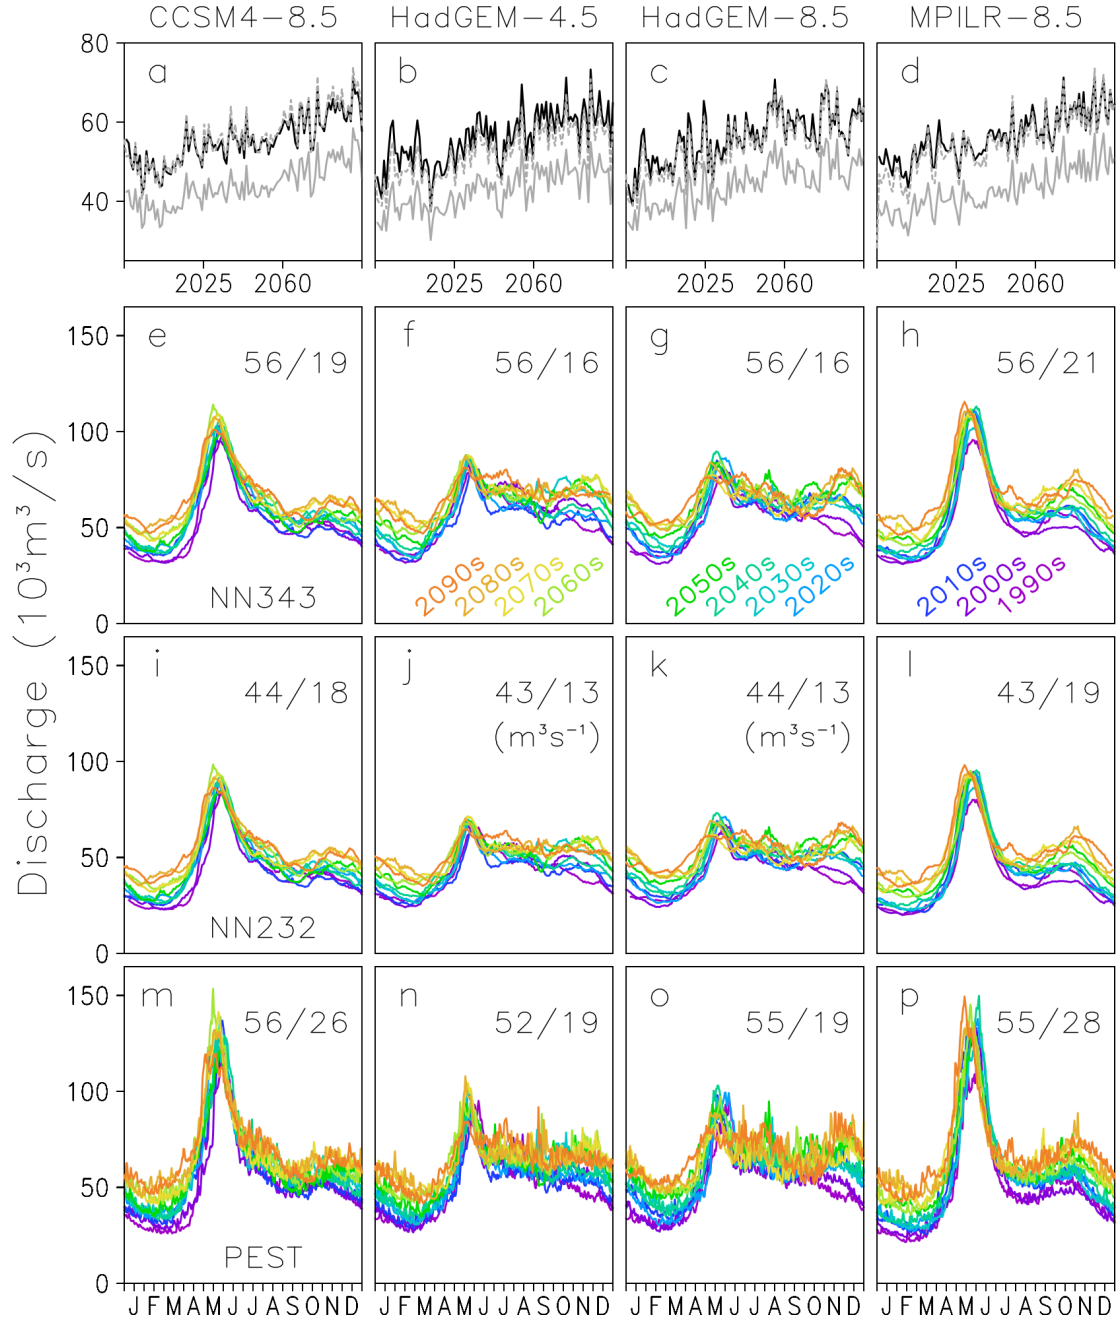 CCSM4−8.5 HadGEM−4.5 HadGEM−8.5 MPILR−8.5
80
60
40
a b c d
2025 2060 2025 2060 2025 2060 2025 2060
Discharge (10³m³/s)
150
100
50
0
e f g h
56/19 56/16 56/16 56/21
NN343
2090s 2080s 2070s 2060s
2050s 2040s 2030s 2020s
2010s 2000s 1990s
150
100
50
0
i j k l
44/18 43/13 44/13 43/19
(m³s⁻¹) (m³s⁻¹)
NN232
150
100
50
0
m n o p
56/26 52/19 55/19 55/28
PEST
J F M A M J J A S O N D J F M A M J J A S O N D J F M A M J J A S O N D J F M A M J J A S O N D